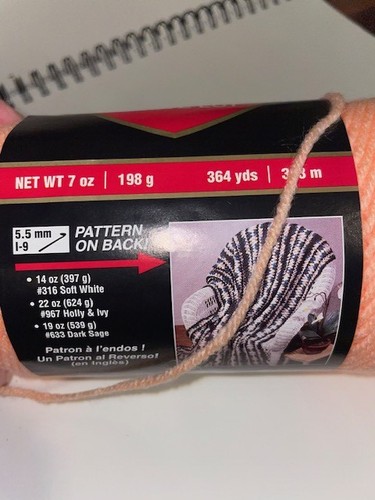 NET WT 7 oz | 198 g 364 yds | m
5.5 mm
I-9
PATTERN
ON BACK!
• 14 oz (397 g)
#316 Soft White
• 22 oz (624 g)
#967 Holly & Ivy
• 19 oz (539 g)
#633 Dark Sage
Patron à l'endos !
Un Patron al Reverso!
(en Inglès)